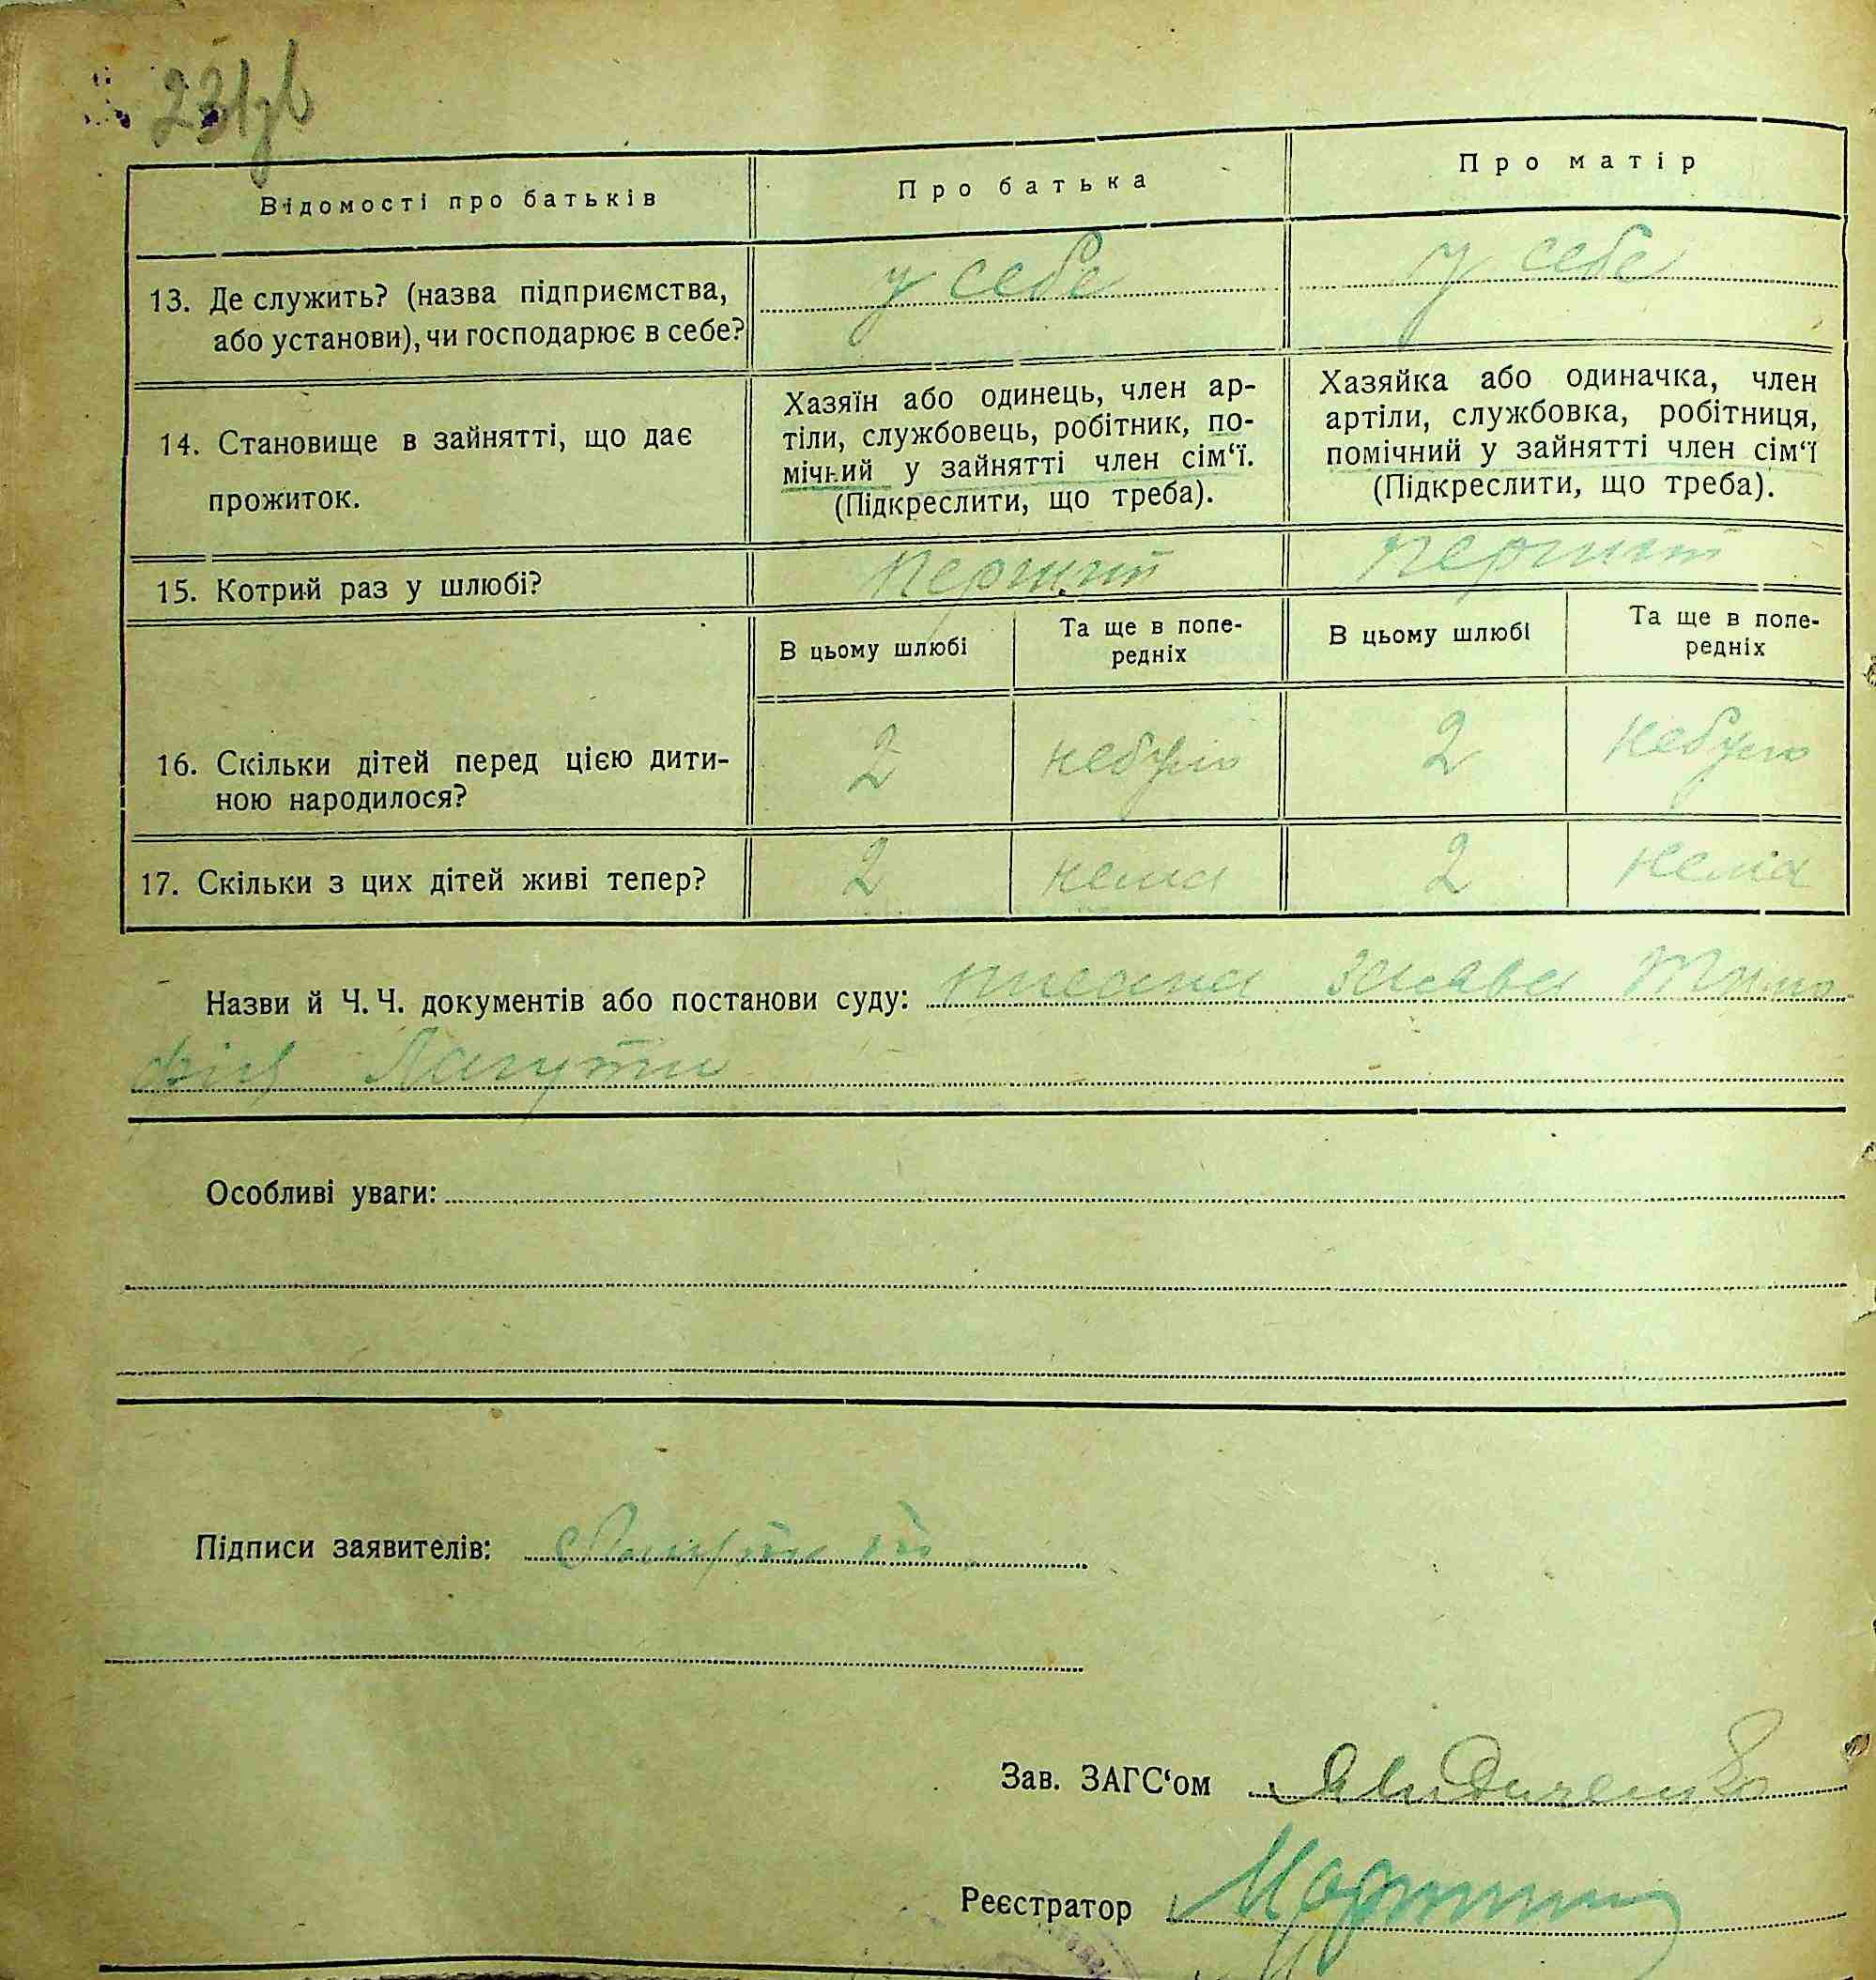 231зв
Відомості про батьків
Про батька
Про матір
13. Де служить? (назва підприємства,
або установи), чи господарює в себе?
у себе
у себе
14. Становище в зайнятті, що дає
прожиток.
Хазяїн або одинець, член ар-
тіли, службовець, робітник, по-
мічний у зайнятті член сім‘ї.
(Підкреслити, що треба).
Хазяйка або одиначка, член
артіли, службовка, робітниця,
помічний у зайнятті член сім‘ї
(Підкреслити, що треба).
15. Котрий раз у шлюбі?
перший
перший
В цьому шлюбі
Та ще в попе-
редніх
В цьому шлюбі
Та ще в попе-
редніх
16. Скільки дітей перед цією дити-
ною народилося?
2
небуло
2
небуло
17. Скільки з цих дітей живі тепер?
2
нема
2
нема
Назви й Ч. Ч. документів або постанови суду: заява
Лагути
Особливі уваги:
Підписи заявителів:
Зав. ЗАГС‘ом
Реєстратор